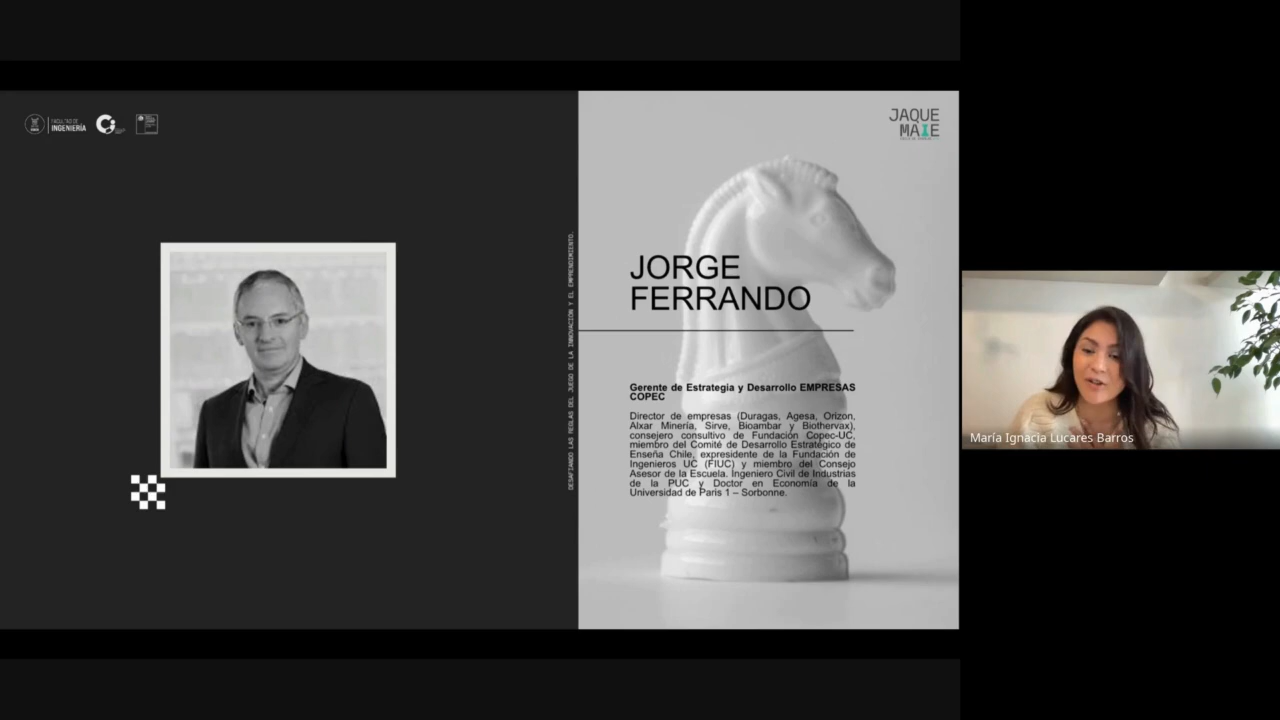 FACULTAD DE
INGENIERÍA
JAQUE
MATE
DESAFIANDO LAS REGLAS DEL JUEGO DE LA INNOVACIÓN Y EL EMPRENDIMIENTO.
JORGE
FERRANDO
Gerente de Estrategia y Desarrollo EMPRESAS
COPEC
Director de empresas (Duragas, Agesa, Orizon,
Alxar Minería, Sirve, Bioambar y Biothervax),
consejero consultivo de Fundación Copec-UC,
miembro del Comité de Desarrollo Estratégico de
Enseña Chile, expresidente de la Fundación de
Ingenieros UC (FIUC) y miembro del Consejo
Asesor de la Escuela. Ingeniero Civil de Industrias
de la PUC y Doctor en Economía de la
Universidad de Paris 1 – Sorbonne.
María Ignacia Lucares Barros